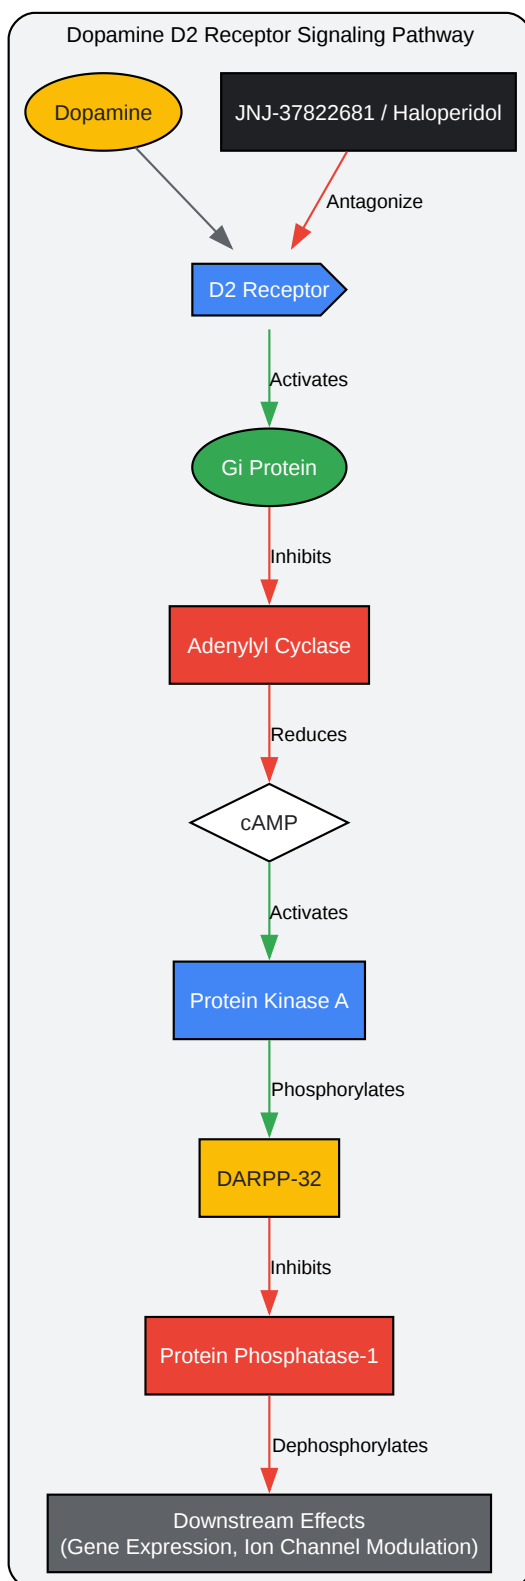 Dopamine D2 Receptor Signaling Pathway
Dopamine
JNJ-37822681 / Haloperidol
Antagonize
D2 Receptor
Activates
Gi Protein
Inhibits
Adenylyl Cyclase
Reduces
cAMP
Activates
Protein Kinase A
Phosphorylates
DARPP-32
Inhibits
Protein Phosphatase-1
Dephosphorylates
Downstream Effects
(Gene Expression, Ion Channel Modulation)